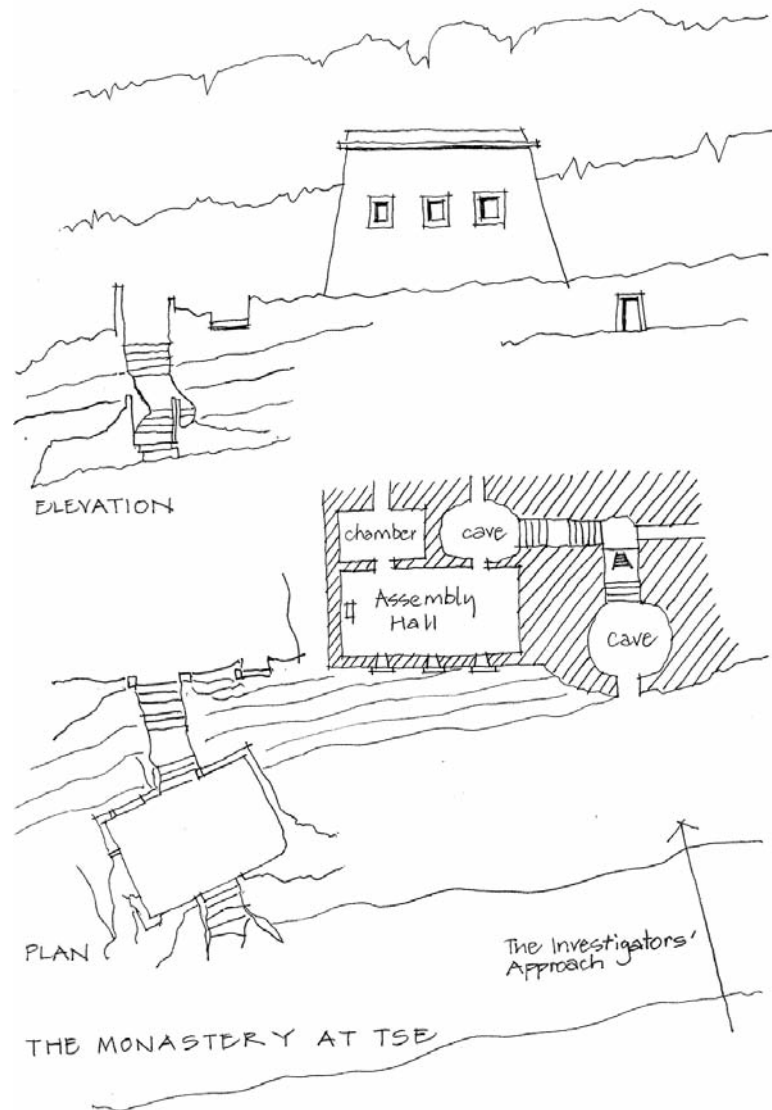 ELEVATION
chamber
cave
Assembly
Hall
cave
PLAN
The Investigators'
Approach
THE MONASTERY AT TSE